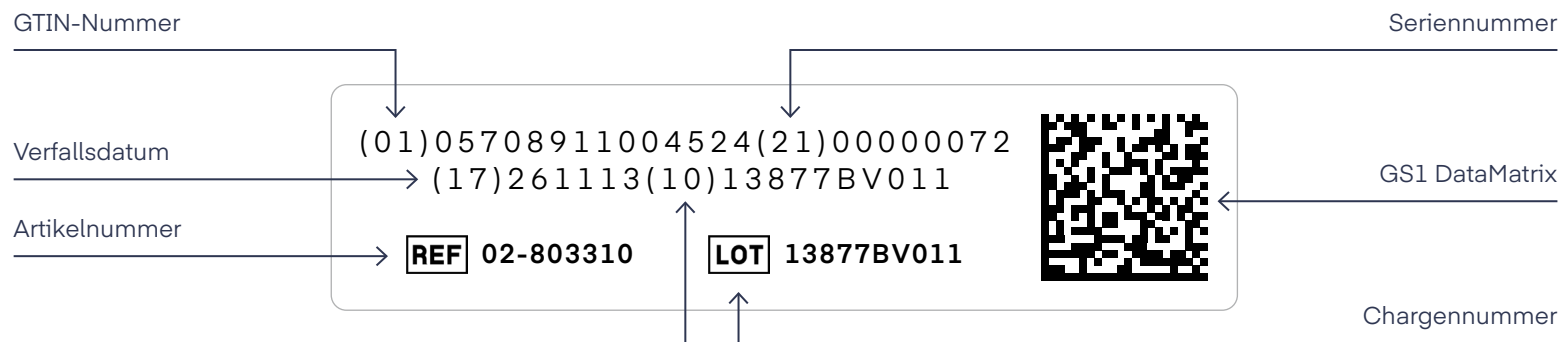 GTIN-Nummer
Seriennummer
(01)05708911004524(21)00000072
Verfallsdatum
(17)261113(10)13877BV011
GS1 DataMatrix
Artikelnummer
REF 02-803310
LOT 13877BV011
Chargennummer